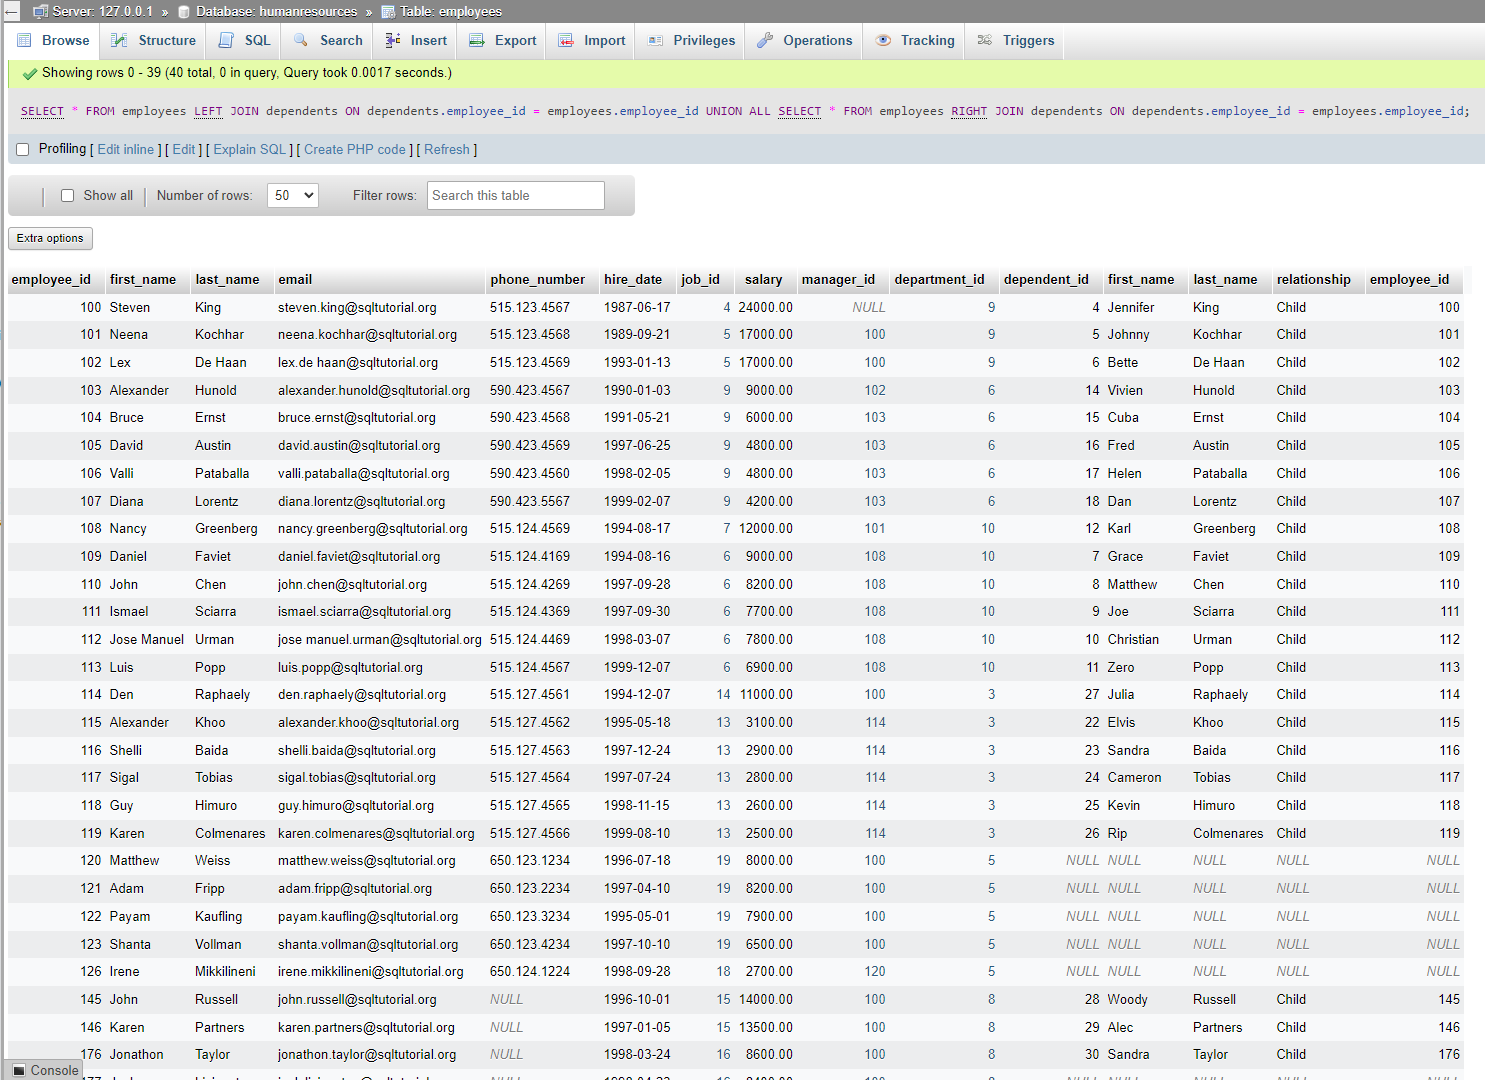 Server: 127.0.0.1 » Database: humanresources » Table: employees
Browse Structure SQL Search Insert Export Import Privileges Operations Tracking Triggers
Showing rows 0 - 39 (40 total, 0 in query, Query took 0.0017 seconds.)
SELECT * FROM employees LEFT JOIN dependents ON dependents.employee_id = employees.employee_id UNION ALL SELECT * FROM employees RIGHT JOIN dependents ON dependents.employee_id = employees.employee_id;
Profiling [ Edit inline ] [ Edit ] [ Explain SQL ] [ Create PHP code ] [ Refresh ]
Show all Number of rows: 50 Filter rows: Search this table
Extra options
employee_id first_name last_name email phone_number hire_date job_id salary manager_id department_id dependent_id first_name last_name relationship employee_id
100 Steven King steven.king@sqltutorial.org 515.123.4567 1987-06-17 4 24000.00 NULL 9 4 Jennifer King Child 100
101 Neena Kochhar neena.kochhar@sqltutorial.org 515.123.4568 1989-09-21 5 17000.00 100 9 5 Johnny Kochhar Child 101
102 Lex De Haan lex.de haan@sqltutorial.org 515.123.4569 1993-01-13 5 17000.00 100 9 6 Bette De Haan Child 102
103 Alexander Hunold alexander.hunold@sqltutorial.org 590.423.4567 1990-01-03 9 9000.00 102 6 14 Vivien Hunold Child 103
104 Bruce Ernst bruce.ernst@sqltutorial.org 590.423.4568 1991-05-21 9 6000.00 103 6 15 Cuba Ernst Child 104
105 David Austin david.austin@sqltutorial.org 590.423.4569 1997-06-25 9 4800.00 103 6 16 Fred Austin Child 105
106 Valli Pataballa valli.pataballa@sqltutorial.org 590.423.4560 1998-02-05 9 4800.00 103 6 17 Helen Pataballa Child 106
107 Diana Lorentz diana.lorentz@sqltutorial.org 590.423.5567 1999-02-07 9 4200.00 103 6 18 Dan Lorentz Child 107
108 Nancy Greenberg nancy.greenberg@sqltutorial.org 515.124.4569 1994-08-17 7 12000.00 101 10 12 Karl Greenberg Child 108
109 Daniel Faviet daniel.faviet@sqltutorial.org 515.124.4169 1994-08-16 6 9000.00 108 10 7 Grace Faviet Child 109
110 John Chen john.chen@sqltutorial.org 515.124.4269 1997-09-28 6 8200.00 108 10 8 Matthew Chen Child 110
111 Ismael Sciarra ismael.sciarra@sqltutorial.org 515.124.4369 1997-09-30 6 7700.00 108 10 9 Joe Sciarra Child 111
112 Jose Manuel Urman jose manuel.urman@sqltutorial.org 515.124.4469 1998-03-07 6 7800.00 108 10 10 Christian Urman Child 112
113 Luis Popp luis.popp@sqltutorial.org 515.124.4567 1999-12-07 6 6900.00 108 10 11 Zero Popp Child 113
114 Den Raphaely den.raphaely@sqltutorial.org 515.127.4561 1994-12-07 14 11000.00 100 3 27 Julia Raphaely Child 114
115 Alexander Khoo alexander.khoo@sqltutorial.org 515.127.4562 1995-05-18 13 3100.00 114 3 22 Elvis Khoo Child 115
116 Shelli Baida shelli.baida@sqltutorial.org 515.127.4563 1997-12-24 13 2900.00 114 3 23 Sandra Baida Child 116
117 Sigal Tobias sigal.tobias@sqltutorial.org 515.127.4564 1997-07-24 13 2800.00 114 3 24 Cameron Tobias Child 117
118 Guy Himuro guy.himuro@sqltutorial.org 515.127.4565 1998-11-15 13 2600.00 114 3 25 Kevin Himuro Child 118
119 Karen Colmenares karen.colmenares@sqltutorial.org 515.127.4566 1999-08-10 13 2500.00 114 3 26 Rip Colmenares Child 119
120 Matthew Weiss matthew.weiss@sqltutorial.org 650.123.1234 1996-07-18 19 8000.00 100 5 NULL NULL NULL NULL NULL
121 Adam Fripp adam.fripp@sqltutorial.org 650.123.2234 1997-04-10 19 8200.00 100 5 NULL NULL NULL NULL NULL
122 Payam Kaufling payam.kaufling@sqltutorial.org 650.123.3234 1995-05-01 19 7900.00 100 5 NULL NULL NULL NULL NULL
123 Shanta Vollman shanta.vollman@sqltutorial.org 650.123.4234 1997-10-10 19 6500.00 100 5 NULL NULL NULL NULL NULL
126 Irene Mikkilineni irene.mikkilineni@sqltutorial.org 650.124.1224 1998-09-28 18 2700.00 120 5 NULL NULL NULL NULL NULL
145 John Russell john.russell@sqltutorial.org NULL 1996-10-01 15 14000.00 100 8 28 Woody Russell Child 145
146 Karen Partners karen.partners@sqltutorial.org NULL 1997-01-05 15 13500.00 100 8 29 Alec Partners Child 146
176 Jonathon Taylor jonathon.taylor@sqltutorial.org NULL 1998-03-24 16 8600.00 100 8 30 Sandra Taylor Child 176
Console